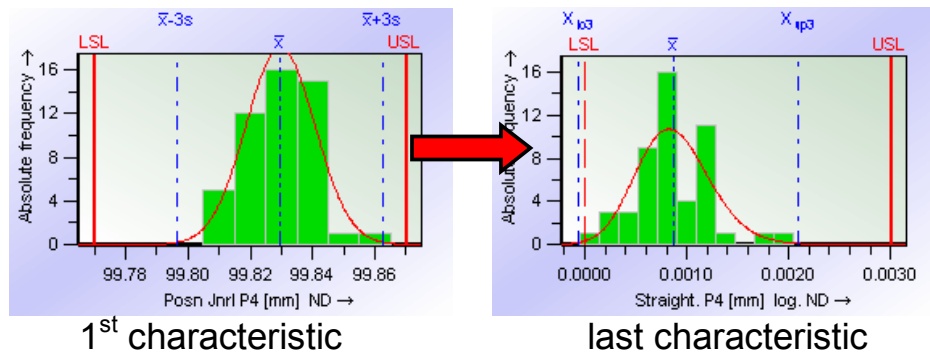 x̅-3s x̅+3s
LSL x̅ USL
Absolute frequency →
16
12
8
4
0
99.78 99.80 99.82 99.84 99.86
Posn Jnrl P4 [mm] ND →
1st characteristic
X lo3 X up3
LSL x̅ USL
Absolute frequency →
16
12
8
4
0
0.0000 0.0010 0.0020 0.0030
Straight. P4 [mm] log. ND →
last characteristic